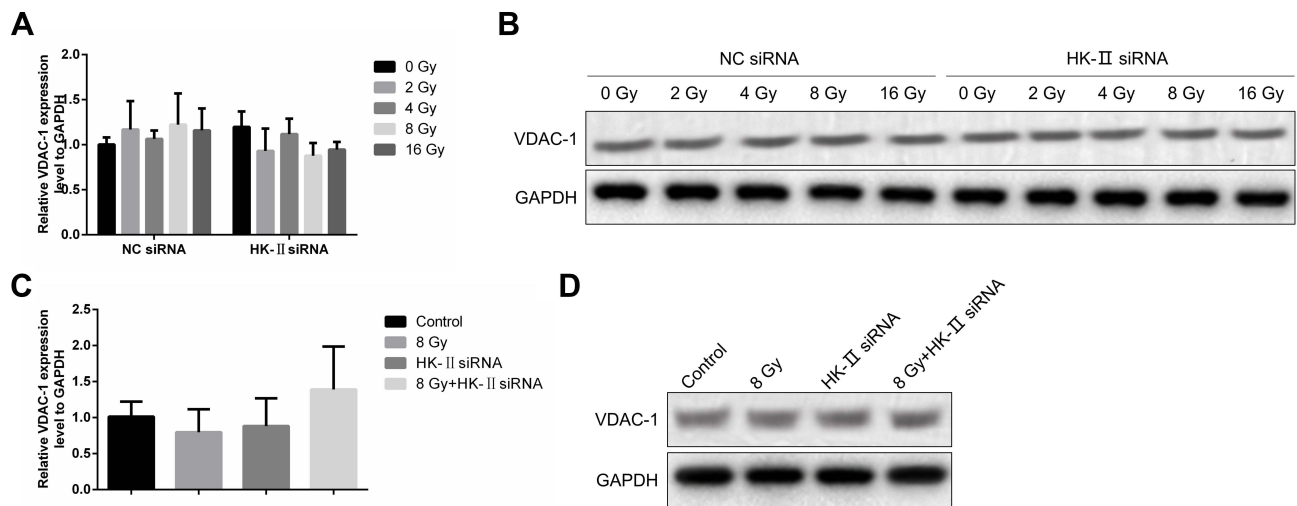 A
Relative VDAC-1 expression
level to GAPDH
2.0
1.5
1.0
0.5
0.0
NC siRNA
HK-Ⅱ siRNA
0 Gy
2 Gy
4 Gy
8 Gy
16 Gy
B
NC siRNA
HK-Ⅱ siRNA
0 Gy 2 Gy 4 Gy 8 Gy 16 Gy 0 Gy 2 Gy 4 Gy 8 Gy 16 Gy
VDAC-1
GAPDH
C
Relative VDAC-1 expression
level to GAPDH
2.5
2.0
1.5
1.0
0.5
0.0
Control
8 Gy
HK-Ⅱ siRNA
8 Gy+HK-Ⅱ siRNA
D
Control
8 Gy
HK-Ⅱ siRNA
8 Gy+HK-Ⅱ siRNA
VDAC-1
GAPDH